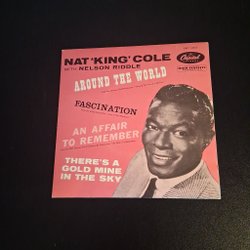 NAT 'KING' COLE
WITH NELSON RIDDLE
Capitol
AROUND THE WORLD
FASCINATION
AN AFFAIR
TO REMEMBER
THERE'S A
GOLD MINE
IN THE SKY